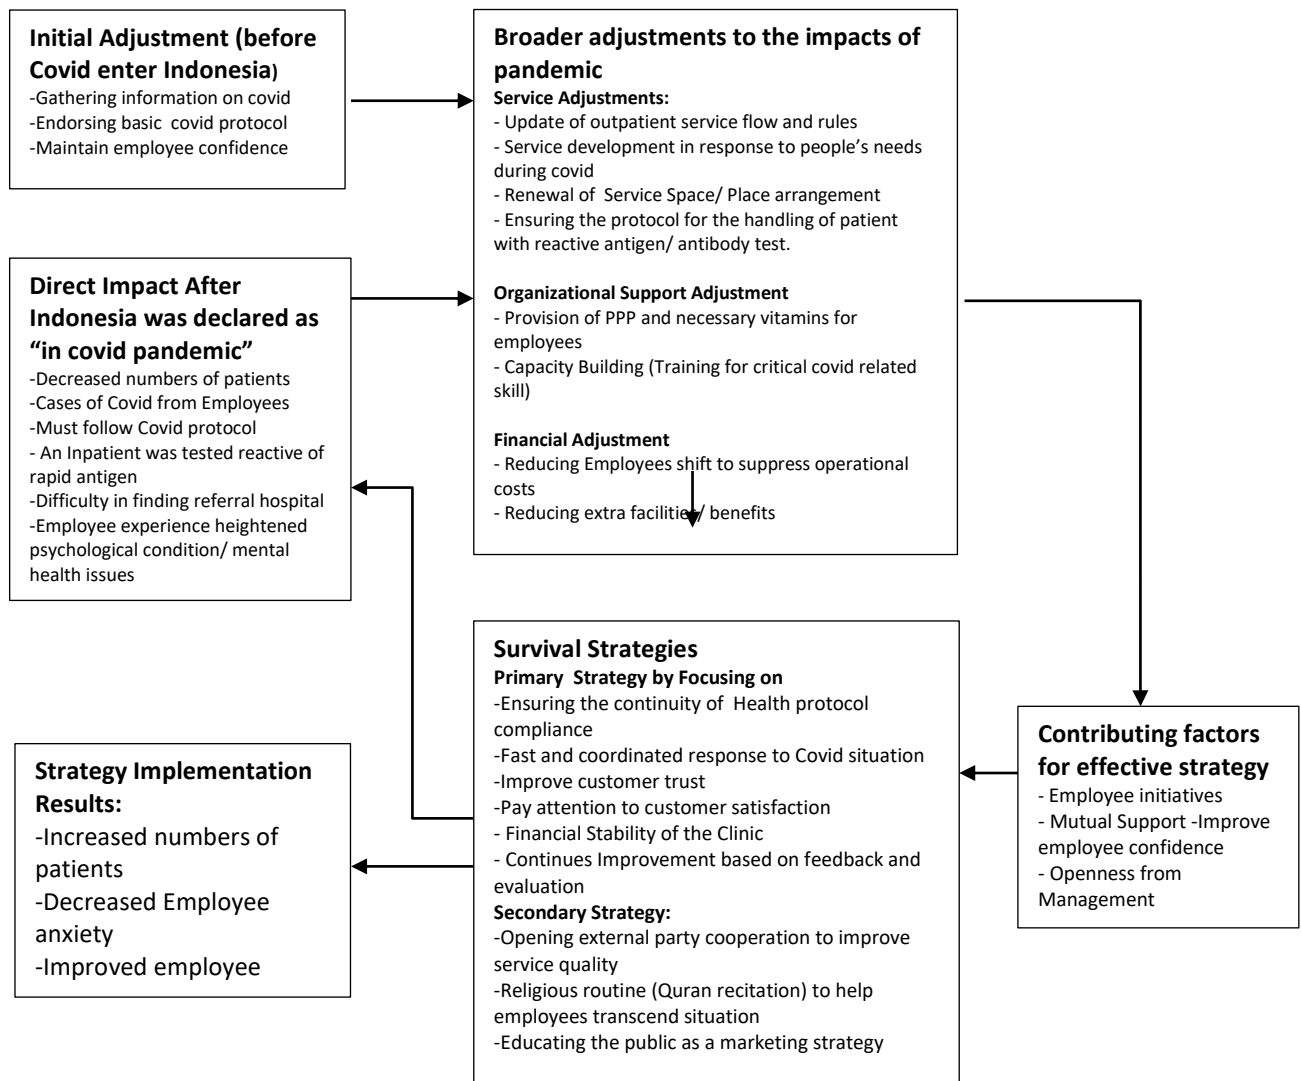 Initial Adjustment (before
Covid enter Indonesia)
-Gathering information on covid
-Endorsing basic  covid protocol
-Maintain employee confidence
Broader adjustments to the impacts of
pandemic
Service Adjustments:
- Update of outpatient service flow and rules
- Service development in response to people’s needs
during covid
- Renewal of  Service Space/ Place arrangement
- Ensuring the protocol for the handling of patient
with reactive antigen/ antibody test.
Organizational Support Adjustment
- Provision of PPP and necessary vitamins for
employees
- Capacity Building (Training for critical covid related
skill)
Financial Adjustment
- Reducing Employees shift to suppress operational
costs
- Reducing extra facilities/ benefits
Direct Impact After
Indonesia was declared as
“in covid pandemic”
-Decreased numbers of patients
-Cases of Covid from Employees
-Must follow Covid protocol
- An Inpatient was tested reactive of
rapid antigen
-Difficulty in finding referral hospital
-Employee experience heightened
psychological condition/ mental
health issues
Survival Strategies
Primary  Strategy by Focusing on
-Ensuring the continuity of  Health protocol
compliance
-Fast and coordinated response to Covid situation
-Improve customer trust
-Pay attention to customer satisfaction
- Financial Stability of the Clinic
- Continues Improvement based on feedback and
evaluation
Secondary Strategy:
-Opening external party cooperation to improve
service quality
-Religious routine (Quran recitation) to help
employees transcend situation
-Educating the public as a marketing strategy
Contributing factors
for effective strategy
- Employee initiatives
- Mutual Support -Improve
employee confidence
- Openness from
Management
Strategy Implementation
Results:
-Increased numbers of
patients
-Decreased Employee
anxiety
-Improved employee